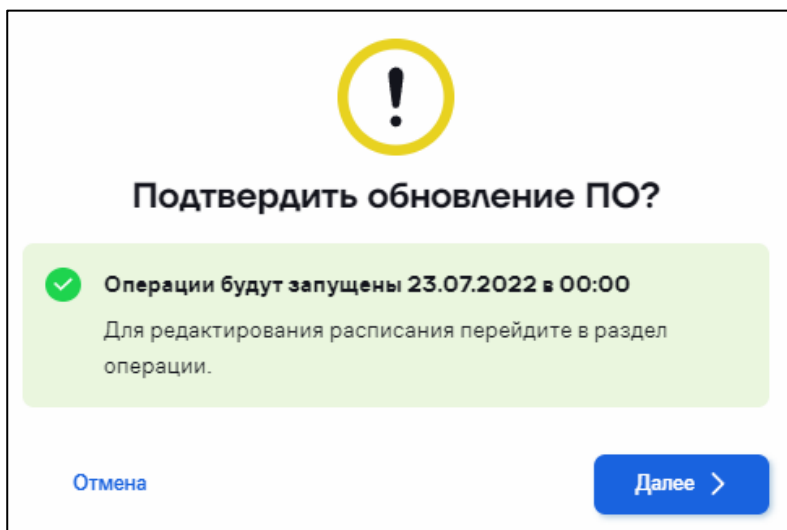 Подтвердить обновление ПО?
Операции будут запущены 23.07.2022 в 00:00
Для редактирования расписания перейдите в раздел
операции.
Отмена
Далее